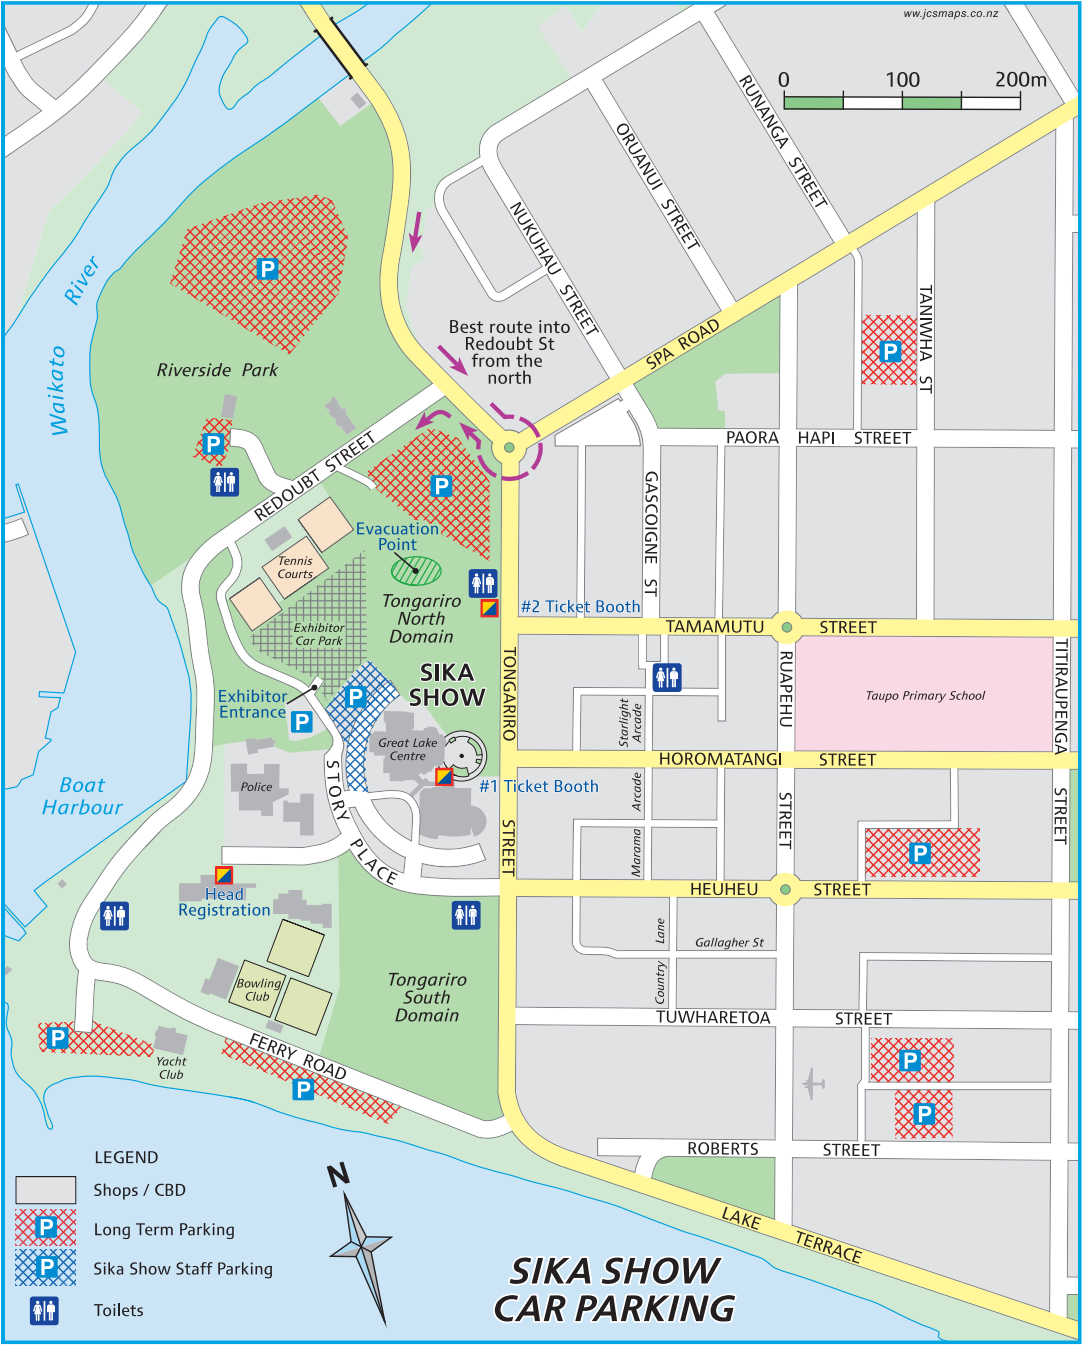 ww.jcsmaps.co.nz
0 100 200m
RUNANGA STREET
ORUANUI STREET
NUKUHAU STREET
River
Waikato
P
Riverside Park
Best route into
Redoubt St
from the
north
SPA ROAD
TANIWHA ST
P
P
REDOUBT STREET
P
PAORA HAPI STREET
GASCOIGNE ST
Evacuation
Point
Tennis
Courts
Tongariro
North
Domain
#2 Ticket Booth
TAMAMUTU STREET
Exhibitor
Car Park
SIKA
SHOW
Exhibitor
Entrance
P
P
TONGARIRO
STREET
RUAPEHU
STREET
Taupo Primary School
TITIRAUPENGA
STREET
Starlight
Arcade
Great Lake
Centre
HOROMATANGI STREET
#1 Ticket Booth
Police
STORY PLACE
Boat
Harbour
Marama Arcade
P
HEUHEU STREET
Head
Registration
Country Lane
Gallagher St
Bowling
Club
Tongariro
South
Domain
TUWHARETOA STREET
P
Yacht
Club
FERRY ROAD
P
P
P
ROBERTS STREET
LAKE TERRACE
LEGEND
Shops / CBD
P Long Term Parking
P Sika Show Staff Parking
Toilets
N
SIKA SHOW
CAR PARKING